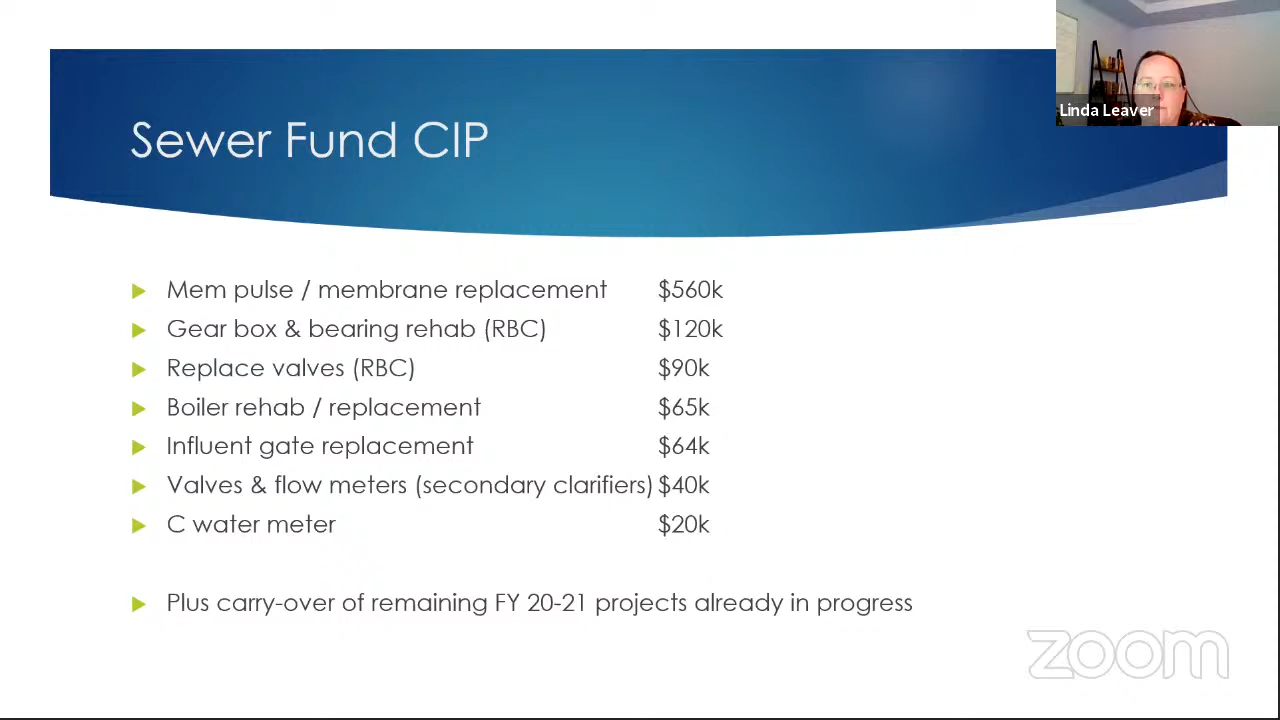 Linda Leaver
Sewer Fund CIP
Mem pulse / membrane replacement $560k
Gear box & bearing rehab (RBC) $120k
Replace valves (RBC) $90k
Boiler rehab / replacement $65k
Influent gate replacement $64k
Valves & flow meters (secondary clarifiers) $40k
C water meter $20k
Plus carry-over of remaining FY 20-21 projects already in progress
zoom